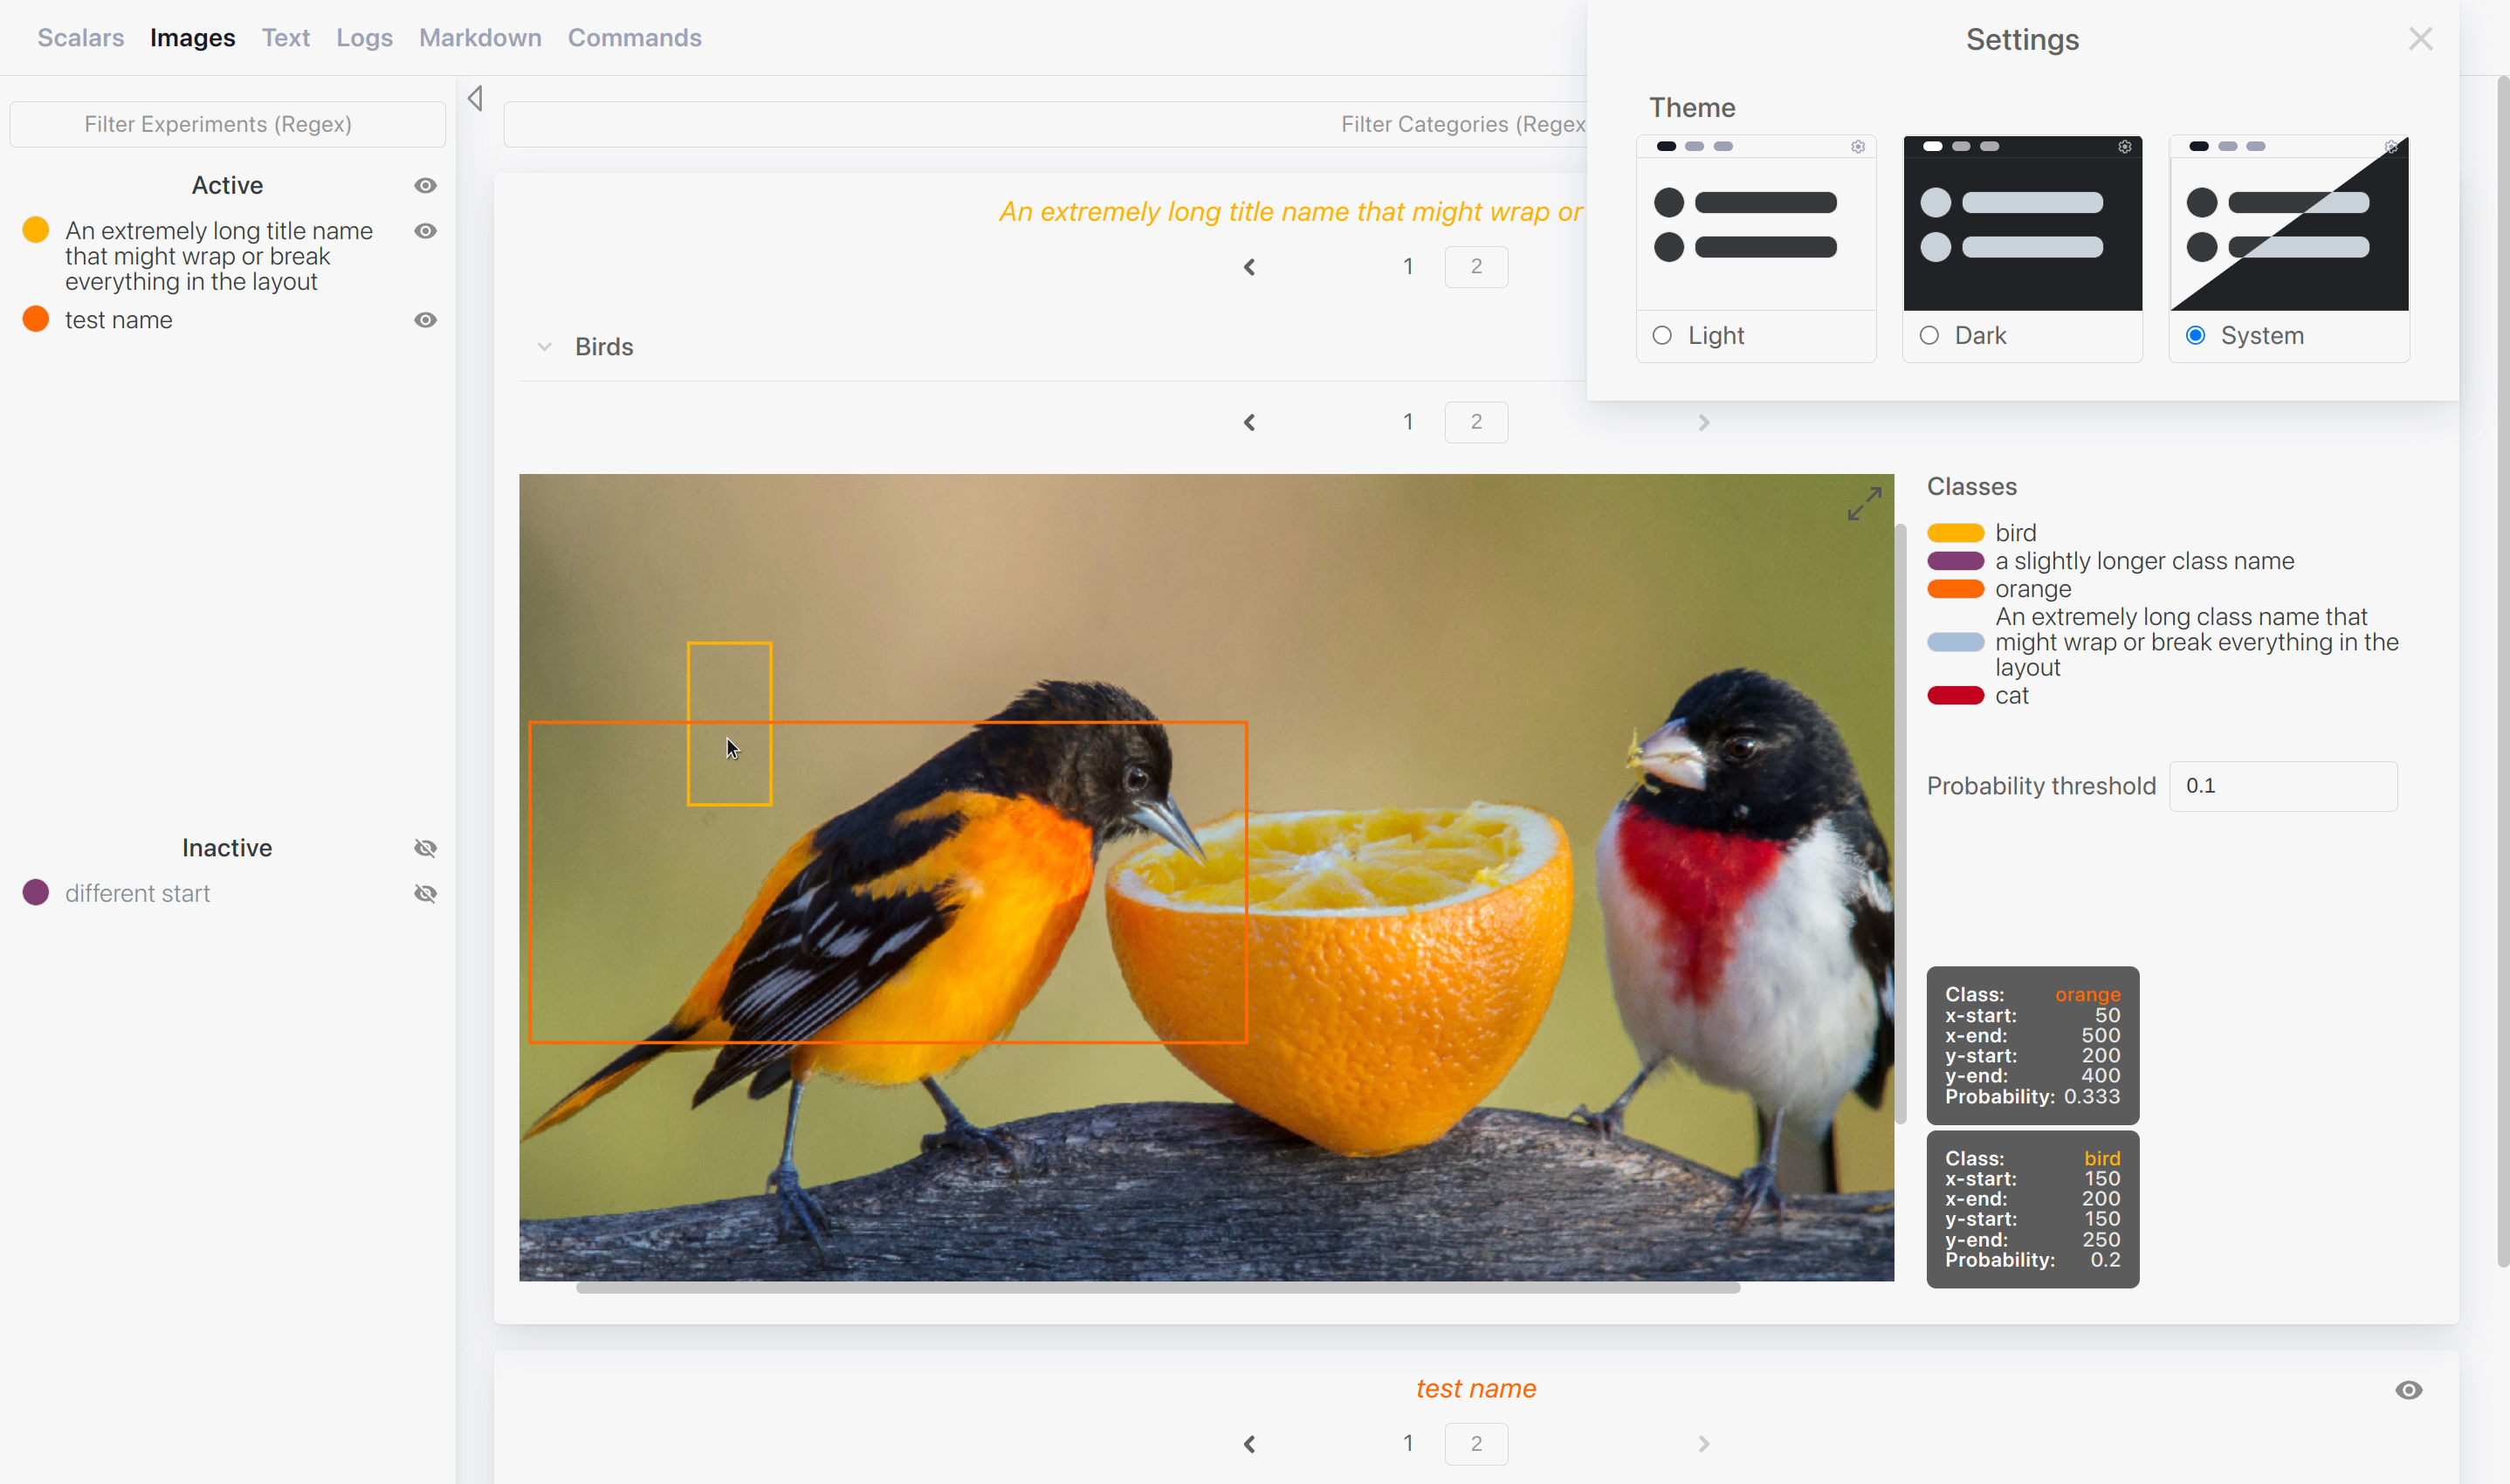 Scalars Images Text Logs Markdown Commands
Settings
Theme
Light
Dark
System
Filter Experiments (Regex)
Active
An extremely long title name
that might wrap or break
everything in the layout
test name
Inactive
different start
Filter Categories (Regex
An extremely long title name that might wrap or
1 2
Birds
1 2
Classes
bird
a slightly longer class name
orange
An extremely long class name that
might wrap or break everything in the
layout
cat
Probability threshold 0.1
Class: orange
x-start: 50
x-end: 500
y-start: 200
y-end: 400
Probability: 0.333
Class: bird
x-start: 150
x-end: 200
y-start: 150
y-end: 250
Probability: 0.2
test name
1 2